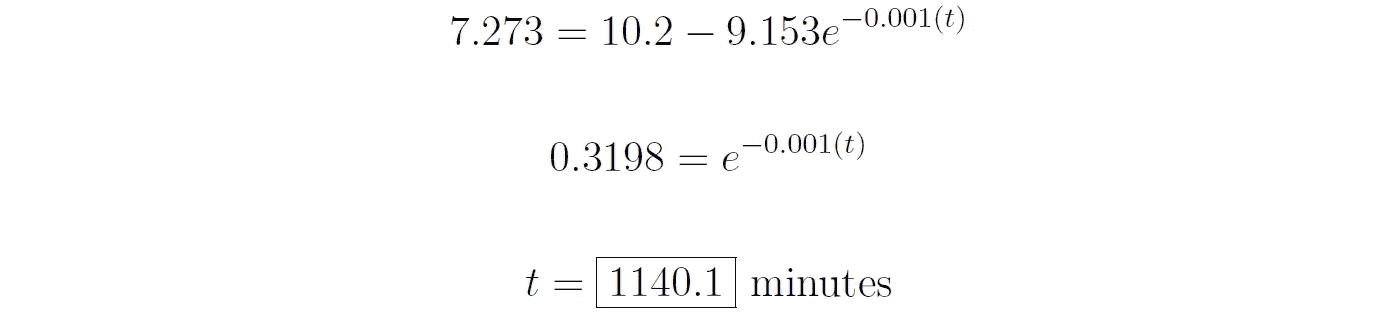 7.273 = 10.2 − 9.153e^{−0.001(t)}
0.3198 = e^{−0.001(t)}
t = 1140.1 minutes